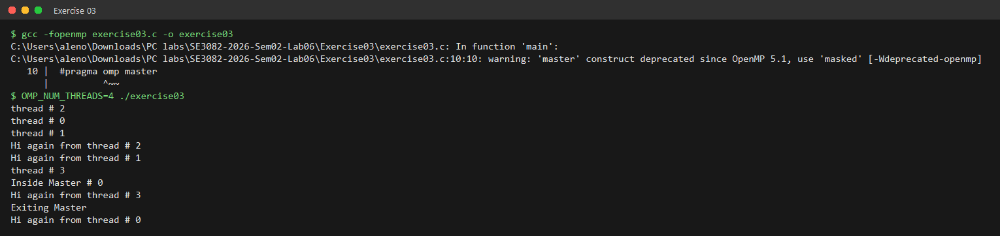 Exercise 03
$ gcc -fopenmp exercise03.c -o exercise03
C:\Users\aleno\Downloads\PC labs\SE3082-2026-Sem02-Lab06\Exercise03\exercise03.c: In function 'main':
C:\Users\aleno\Downloads\PC labs\SE3082-2026-Sem02-Lab06\Exercise03\exercise03.c:10:10: warning: 'master' construct deprecated since OpenMP 5.1, use 'masked' [-Wdeprecated-openmp]
   10 |  #pragma omp master
      |          ^~~
$ OMP_NUM_THREADS=4 ./exercise03
thread # 2
thread # 0
thread # 1
Hi again from thread # 2
Hi again from thread # 1
thread # 3
Inside Master # 0
Hi again from thread # 3
Exiting Master
Hi again from thread # 0